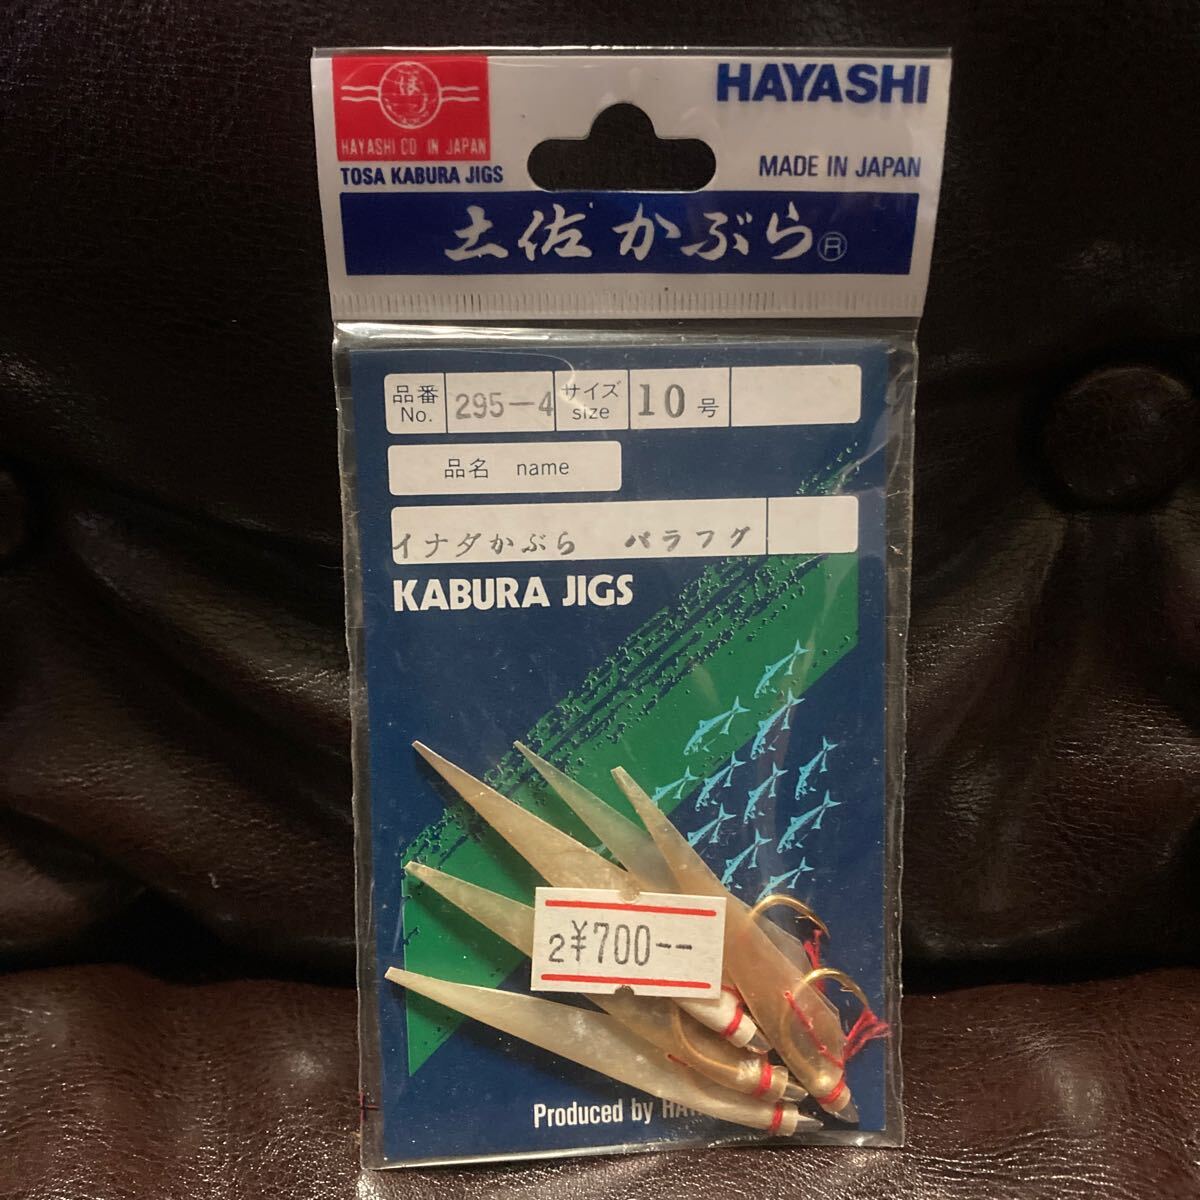 ほ
HAYASHI CO IN JAPAN
TOSA KABURA JIGS
HAYASHI
MADE IN JAPAN
土佐かぶら®
品番 No. 295-4 サイズ size 10号
品名 name
イナダかぶら バラフグ
KABURA JIGS
2¥700--
Produced by